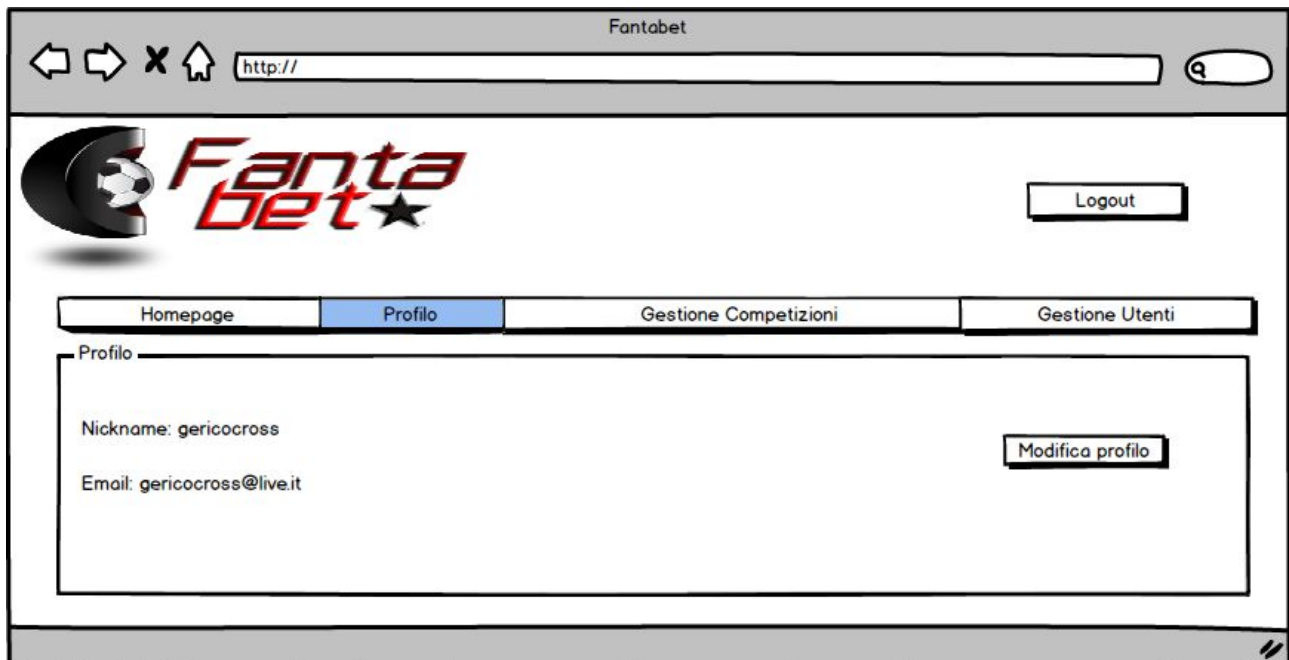 Fantabet
http://
Fanta
bet
Logout
Homepage Profilo Gestione Competizioni Gestione Utenti
Profilo
Nickname: gericocross
Modifica profilo
Email: gericocross@live.it